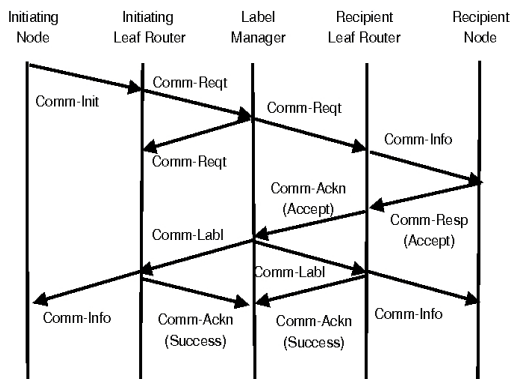 Initiating
Node
Initiating
Leaf Router
Label
Manager
Recipient
Leaf Router
Recipient
Node
Comm-Init
Comm-Reqt
Comm-Reqt
Comm-Info
Comm-Reqt
Comm-Ackn
(Accept)
Comm-Resp
(Accept)
Comm-Labl
Comm-Labl
Comm-Info
Comm-Ackn
(Success)
Comm-Ackn
(Success)
Comm-Info